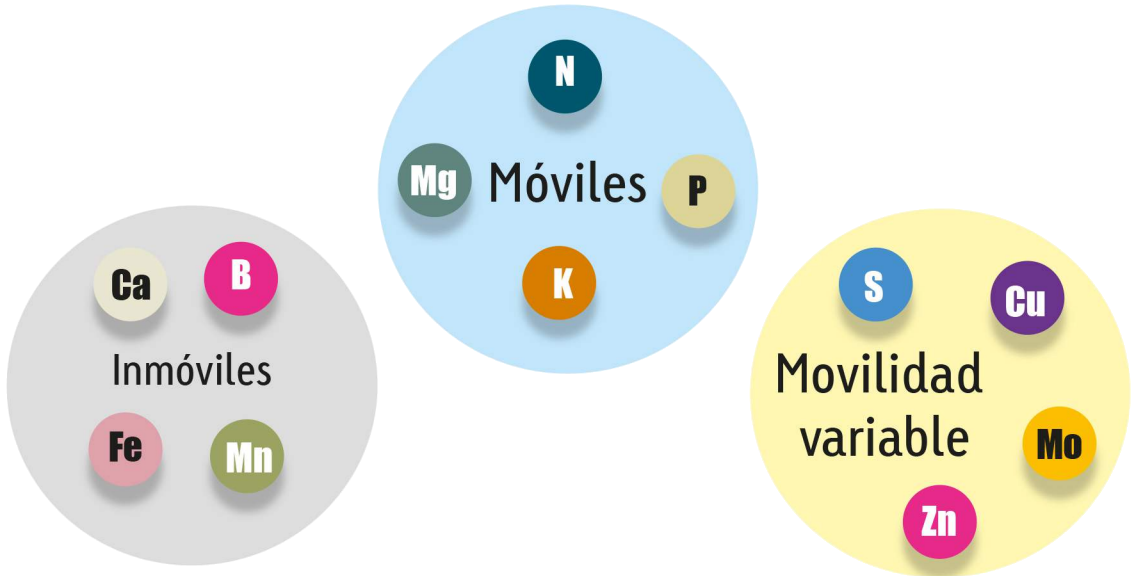 N
Mg
Móviles
P
K
Ca
B
Inmóviles
Fe
Mn
S
Cu
Movilidad
variable
Mo
Zn